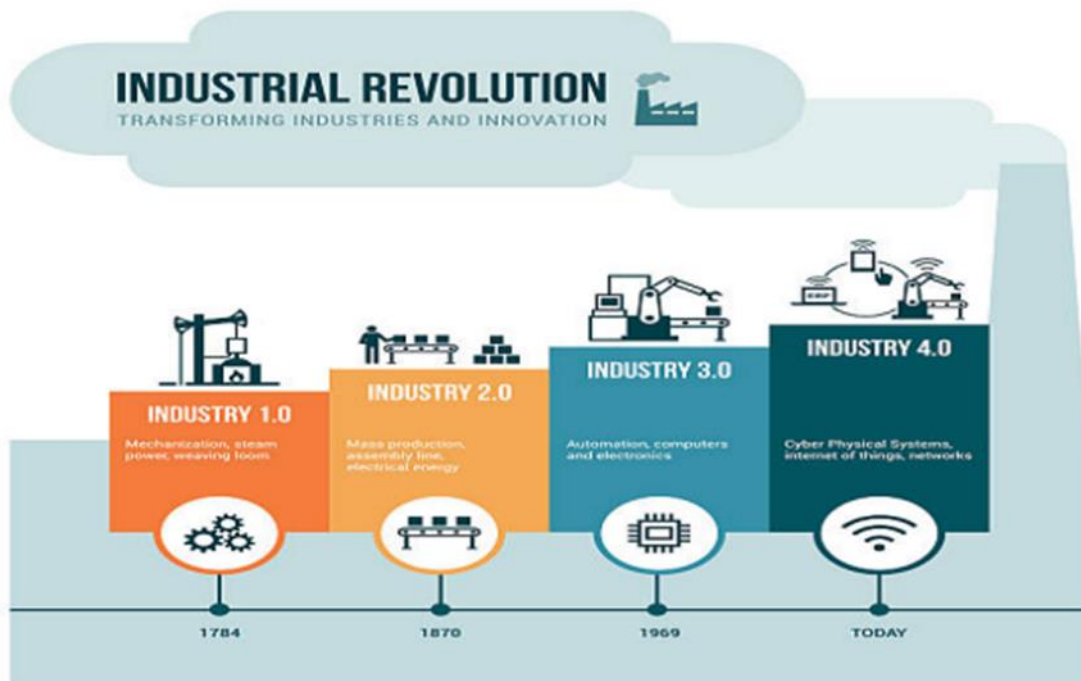 INDUSTRIAL REVOLUTION
TRANSFORMING INDUSTRIES AND INNOVATION
INDUSTRY 1.0
Mechanization, steam
power, weaving loom
INDUSTRY 2.0
Mass production,
assembly line,
electrical energy
INDUSTRY 3.0
Automation, computers
and electronics
INDUSTRY 4.0
Cyber Physical Systems,
internet of things, networks
1784
1870
1969
TODAY